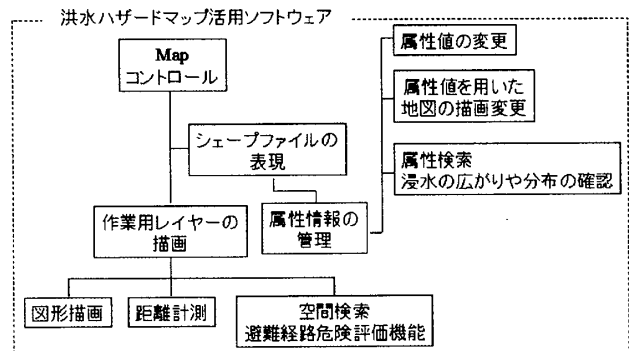 洪水ハザードマップ活用ソフトウェア
Map
コントロール
シェープファイルの
表現
作業用レイヤーの
描画
属性情報の
管理
属性値の変更
属性値を用いた
地図の描画変更
属性検索
浸水の広がりや分布の確認
図形描画
距離計測
空間検索
避難経路危険評価機能